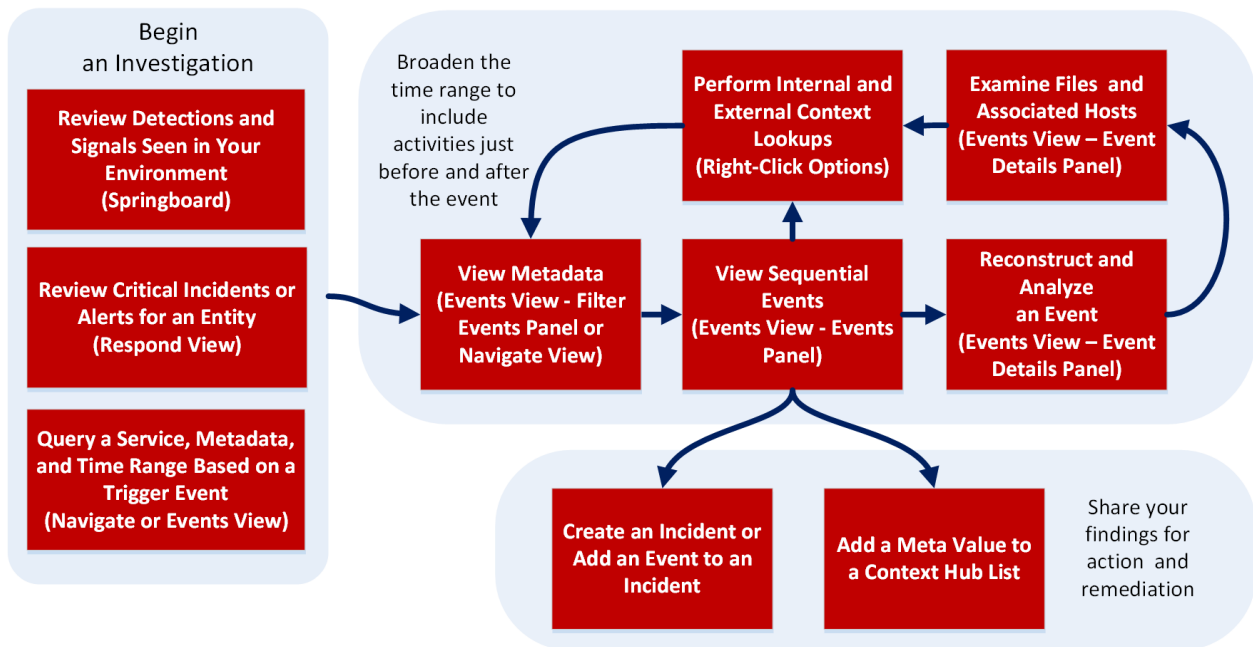 Begin
an Investigation
Review Detections and
Signals Seen in Your
Environment
(Springboard)
Review Critical Incidents or
Alerts for an Entity
(Respond View)
Query a Service, Metadata,
and Time Range Based on a
Trigger Event
(Navigate or Events View)
Broaden the
time range to
include
activities just
before and after
the event
Perform Internal and
External Context
Lookups
(Right-Click Options)
Examine Files and
Associated Hosts
(Events View – Event
Details Panel)
View Metadata
(Events View - Filter
Events Panel or
Navigate View)
View Sequential
Events
(Events View - Events
Panel)
Reconstruct and
Analyze
an Event
(Events View – Event
Details Panel)
Create an Incident or
Add an Event to an
Incident
Add a Meta Value to
a Context Hub List
Share your
findings for
action and
remediation